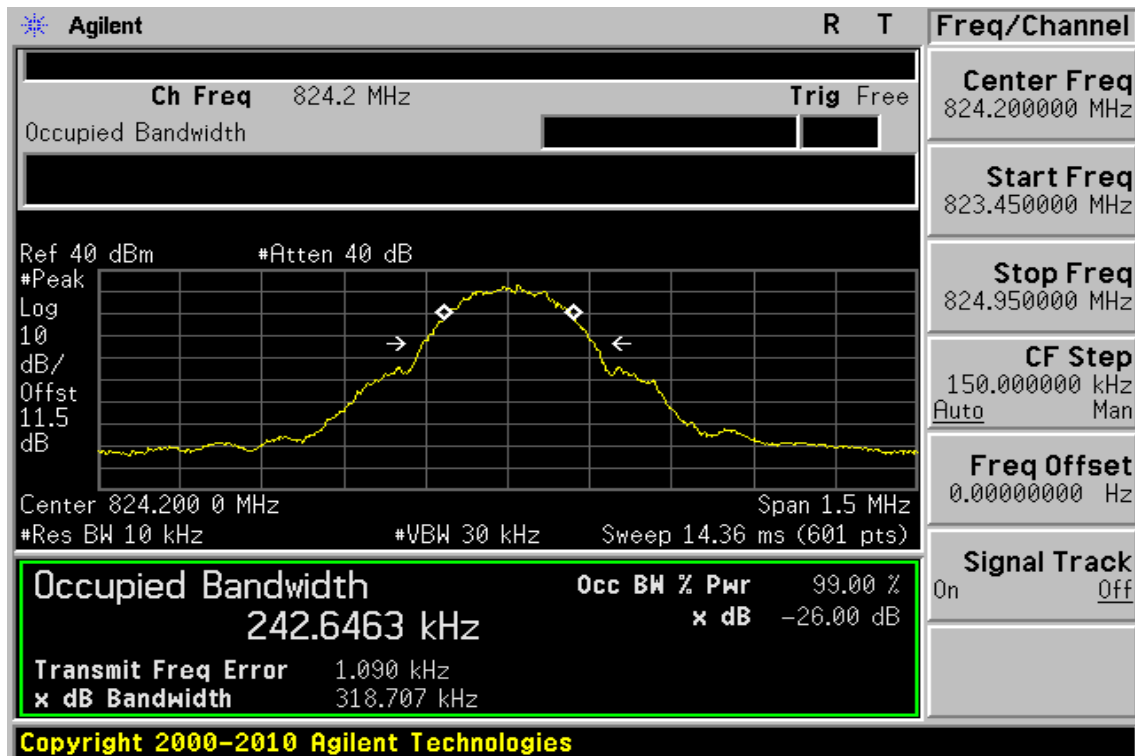 Agilent R T
Freq/Channel
Ch Freq 824.2 MHz Trig Free
Occupied Bandwidth
Center Freq
824.200000 MHz
Start Freq
823.450000 MHz
Stop Freq
824.950000 MHz
CF Step
150.000000 kHz
Auto Man
Freq Offset
0.00000000 Hz
Signal Track
On Off
Ref 40 dBm #Atten 40 dB
#Peak
Log
10
dB/
Offst
11.5
dB
Center 824.200 0 MHz Span 1.5 MHz
#Res BW 10 kHz #VBW 30 kHz Sweep 14.36 ms (601 pts)
Occupied Bandwidth
242.6463 kHz
Occ BW % Pwr 99.00 %
x dB -26.00 dB
Transmit Freq Error 1.090 kHz
x dB Bandwidth 318.707 kHz
Copyright 2000-2010 Agilent Technologies